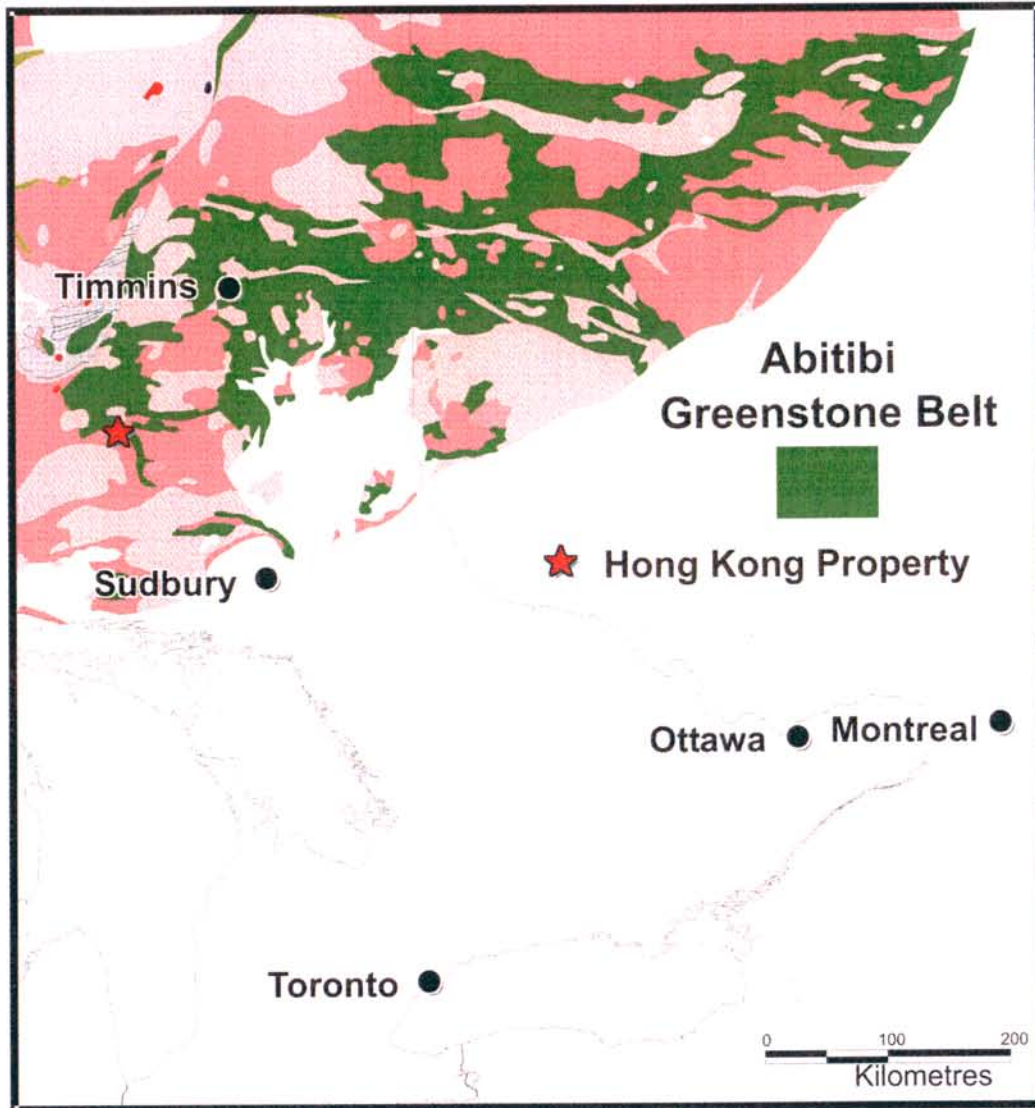 Timmins
Abitibi
Greenstone Belt
Hong Kong Property
Sudbury
Ottawa
Montreal
Toronto
0 100 200
Kilometres